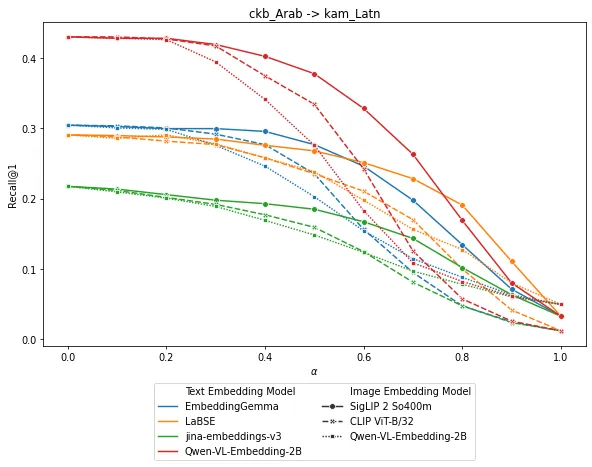 ckb_Arab -> kam_Latn
Recall@1
0.4
0.3
0.2
0.1
0.0
0.0 0.2 0.4 0.6 0.8 1.0
α
Text Embedding Model Image Embedding Model
EmbeddingGemma SigLIP 2 So400m
LaBSE CLIP ViT-B/32
jina-embeddings-v3 Qwen-VL-Embedding-2B
Qwen-VL-Embedding-2B